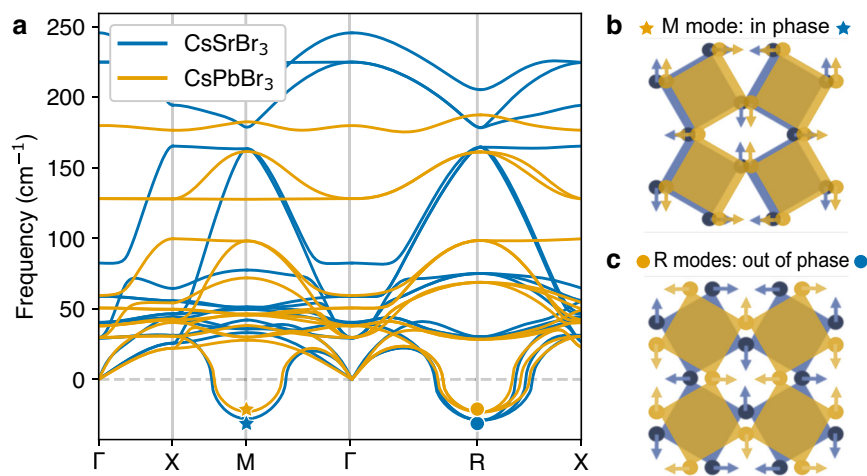 a
Frequency (cm⁻¹)
250
200
150
100
50
0
CsSrBr₃
CsPbBr₃
Γ X M Γ R X
b ★ M mode: in phase ★
c ● R modes: out of phase ●